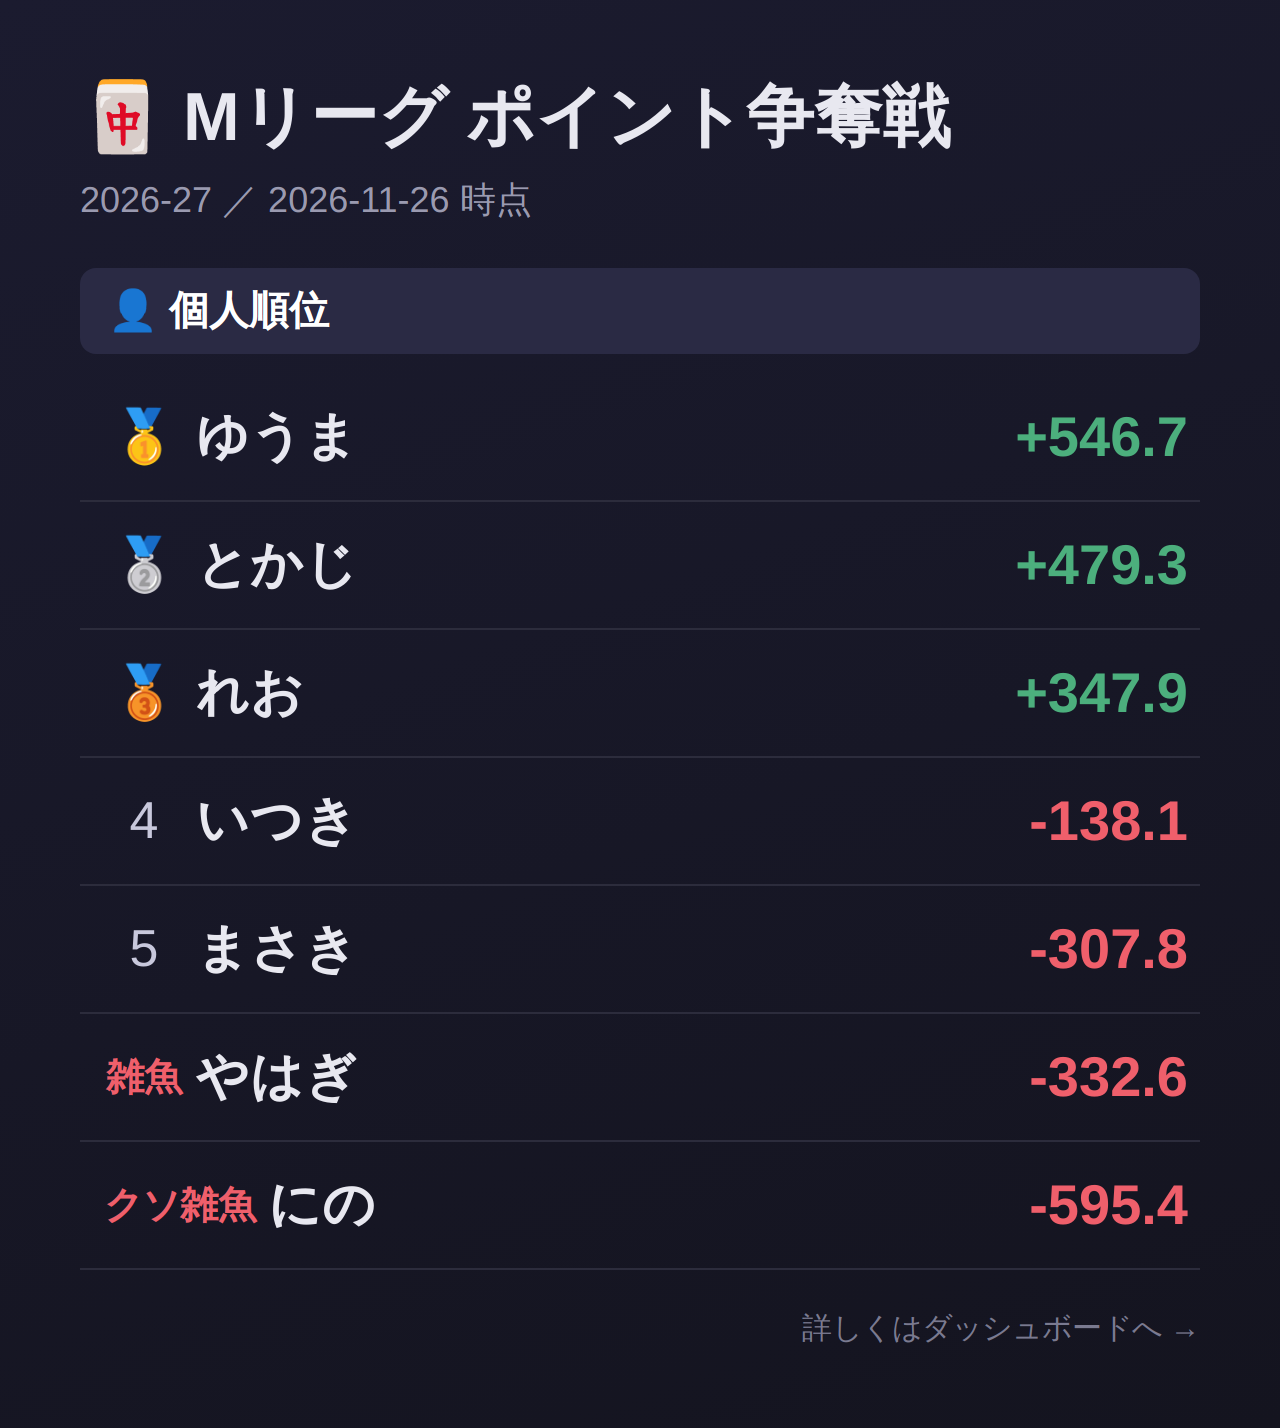 🀄 Mリーグ ポイント争奪戦
2026-27 ／ 2026-11-26 時点
👤 個人順位
🥇 ゆうま +546.7
🥈 とかじ +479.3
🥉 れお +347.9
4 いつき -138.1
5 まさき -307.8
雑魚 やはぎ -332.6
クソ雑魚 にの -595.4
詳しくはダッシュボードへ →